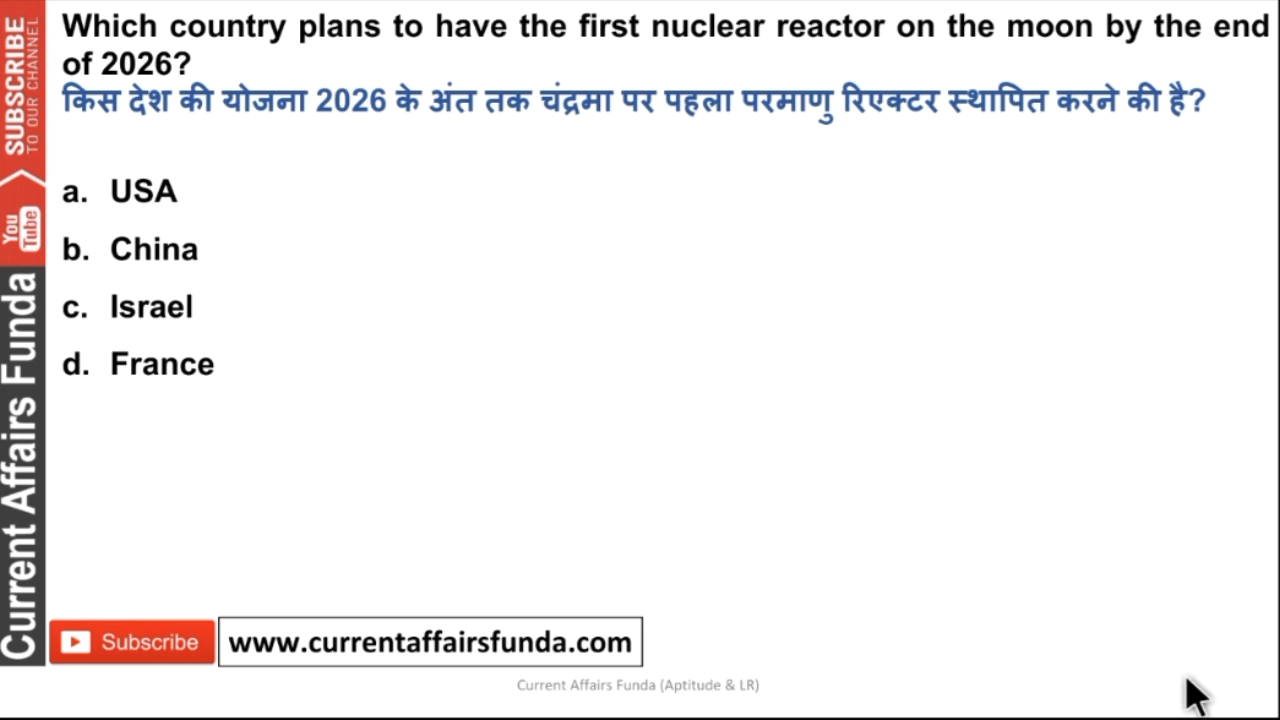 Which country plans to have the first nuclear reactor on the moon by the end
of 2026?
किस देश की योजना 2026 के अंत तक चंद्रमा पर पहला परमाणु रिएक्टर स्थापित करने की है?
a. USA
b. China
c. Israel
d. France
SUBSCRIBE
TO OUR CHANNEL
You
Tube
Current Affairs Funda
Subscribe
www.currentaffairsfunda.com
Current Affairs Funda (Aptitude & LR)